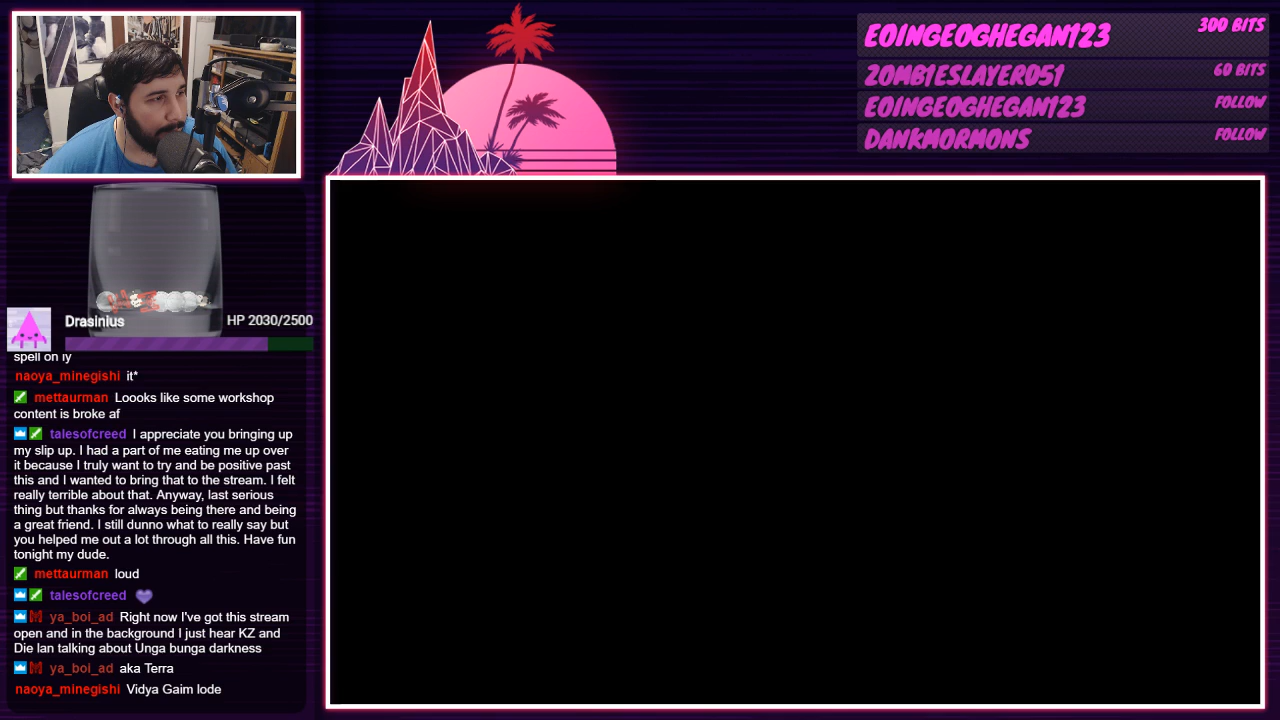 EOINGEOGHEGAN123 300 BITS
ZOMB1ESLAYER051 60 BITS
EOINGEOGHEGAN123 FOLLOW
DANKMORMONS FOLLOW
Drasinius HP 2030/2500
spell on iy
naoya_minegishi it*
mettaurman Loooks like some workshop
content is broke af
talesofcreed I appreciate you bringing up
my slip up. I had a part of me eating me up over
it because I truly want to try and be positive past
this and I wanted to bring that to the stream. I felt
really terrible about that. Anyway, last serious
thing but thanks for always being there and being
a great friend. I still dunno what to really say but
you helped me out a lot through all this. Have fun
tonight my dude.
mettaurman loud
talesofcreed
ya_boi_ad Right now I've got this stream
open and in the background I just hear KZ and
Die lan talking about Unga bunga darkness
ya_boi_ad aka Terra
naoya_minegishi Vidya Gaim lode